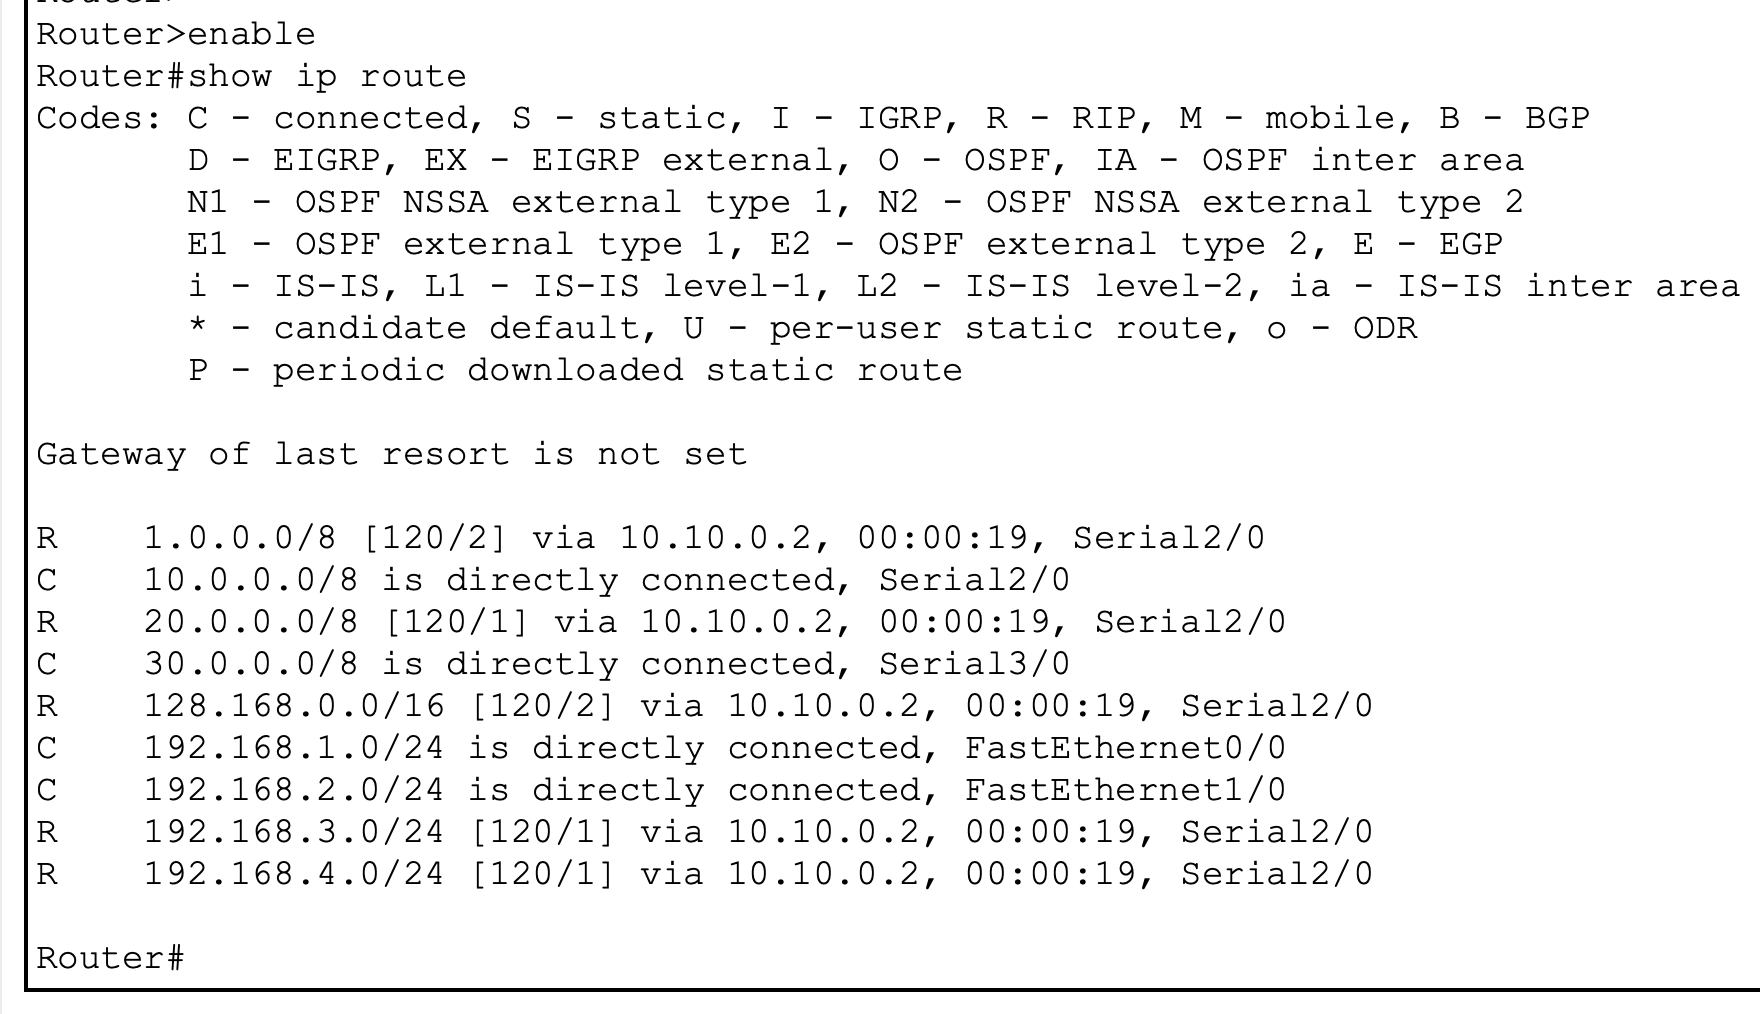 Router>
Router>enable
Router#show ip route
Codes: C - connected, S - static, I - IGRP, R - RIP, M - mobile, B - BGP
       D - EIGRP, EX - EIGRP external, O - OSPF, IA - OSPF inter area
       N1 - OSPF NSSA external type 1, N2 - OSPF NSSA external type 2
       E1 - OSPF external type 1, E2 - OSPF external type 2, E - EGP
       i - IS-IS, L1 - IS-IS level-1, L2 - IS-IS level-2, ia - IS-IS inter area
       * - candidate default, U - per-user static route, o - ODR
       P - periodic downloaded static route

Gateway of last resort is not set

R    1.0.0.0/8 [120/2] via 10.10.0.2, 00:00:19, Serial2/0
C    10.0.0.0/8 is directly connected, Serial2/0
R    20.0.0.0/8 [120/1] via 10.10.0.2, 00:00:19, Serial2/0
C    30.0.0.0/8 is directly connected, Serial3/0
R    128.168.0.0/16 [120/2] via 10.10.0.2, 00:00:19, Serial2/0
C    192.168.1.0/24 is directly connected, FastEthernet0/0
C    192.168.2.0/24 is directly connected, FastEthernet1/0
R    192.168.3.0/24 [120/1] via 10.10.0.2, 00:00:19, Serial2/0
R    192.168.4.0/24 [120/1] via 10.10.0.2, 00:00:19, Serial2/0

Router#